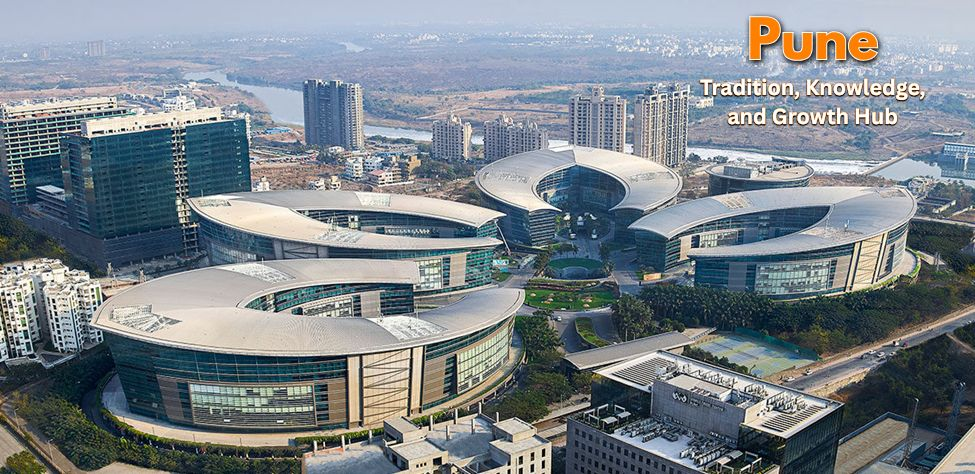 Pune
Tradition, Knowledge,
and Growth Hub